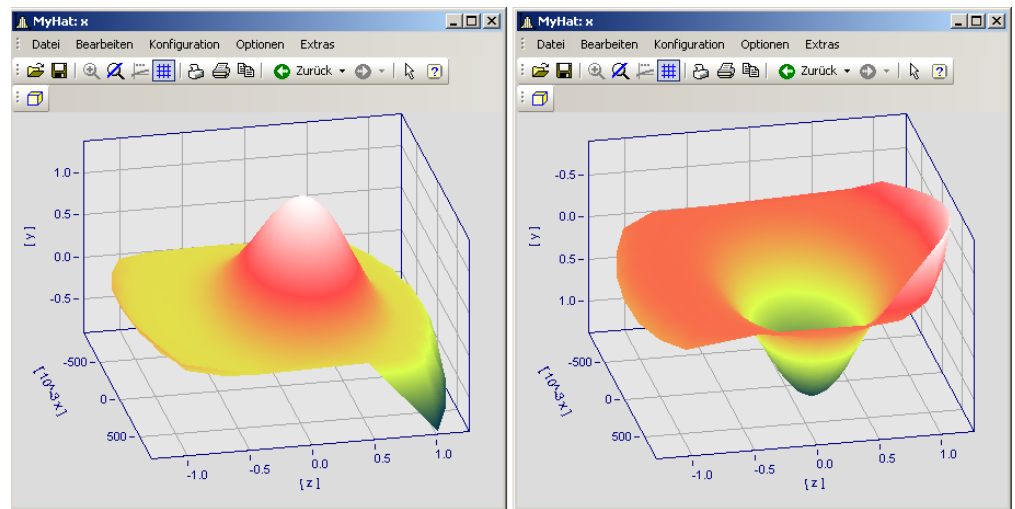 MyHat: x
Datei Bearbeiten Konfiguration Optionen Extras
Zurück
1.0
0.5
0.0
-0.5
[ y ]
-500
0
500
[ 10^-3 x ]
-1.0
-0.5
0.0
0.5
1.0
[ z ]
MyHat: x
Datei Bearbeiten Konfiguration Optionen Extras
Zurück
-0.5
0.0
0.5
1.0
[ y ]
-500
0
500
[ 10^-3 x ]
-1.0
-0.5
0.0
0.5
1.0
[ z ]